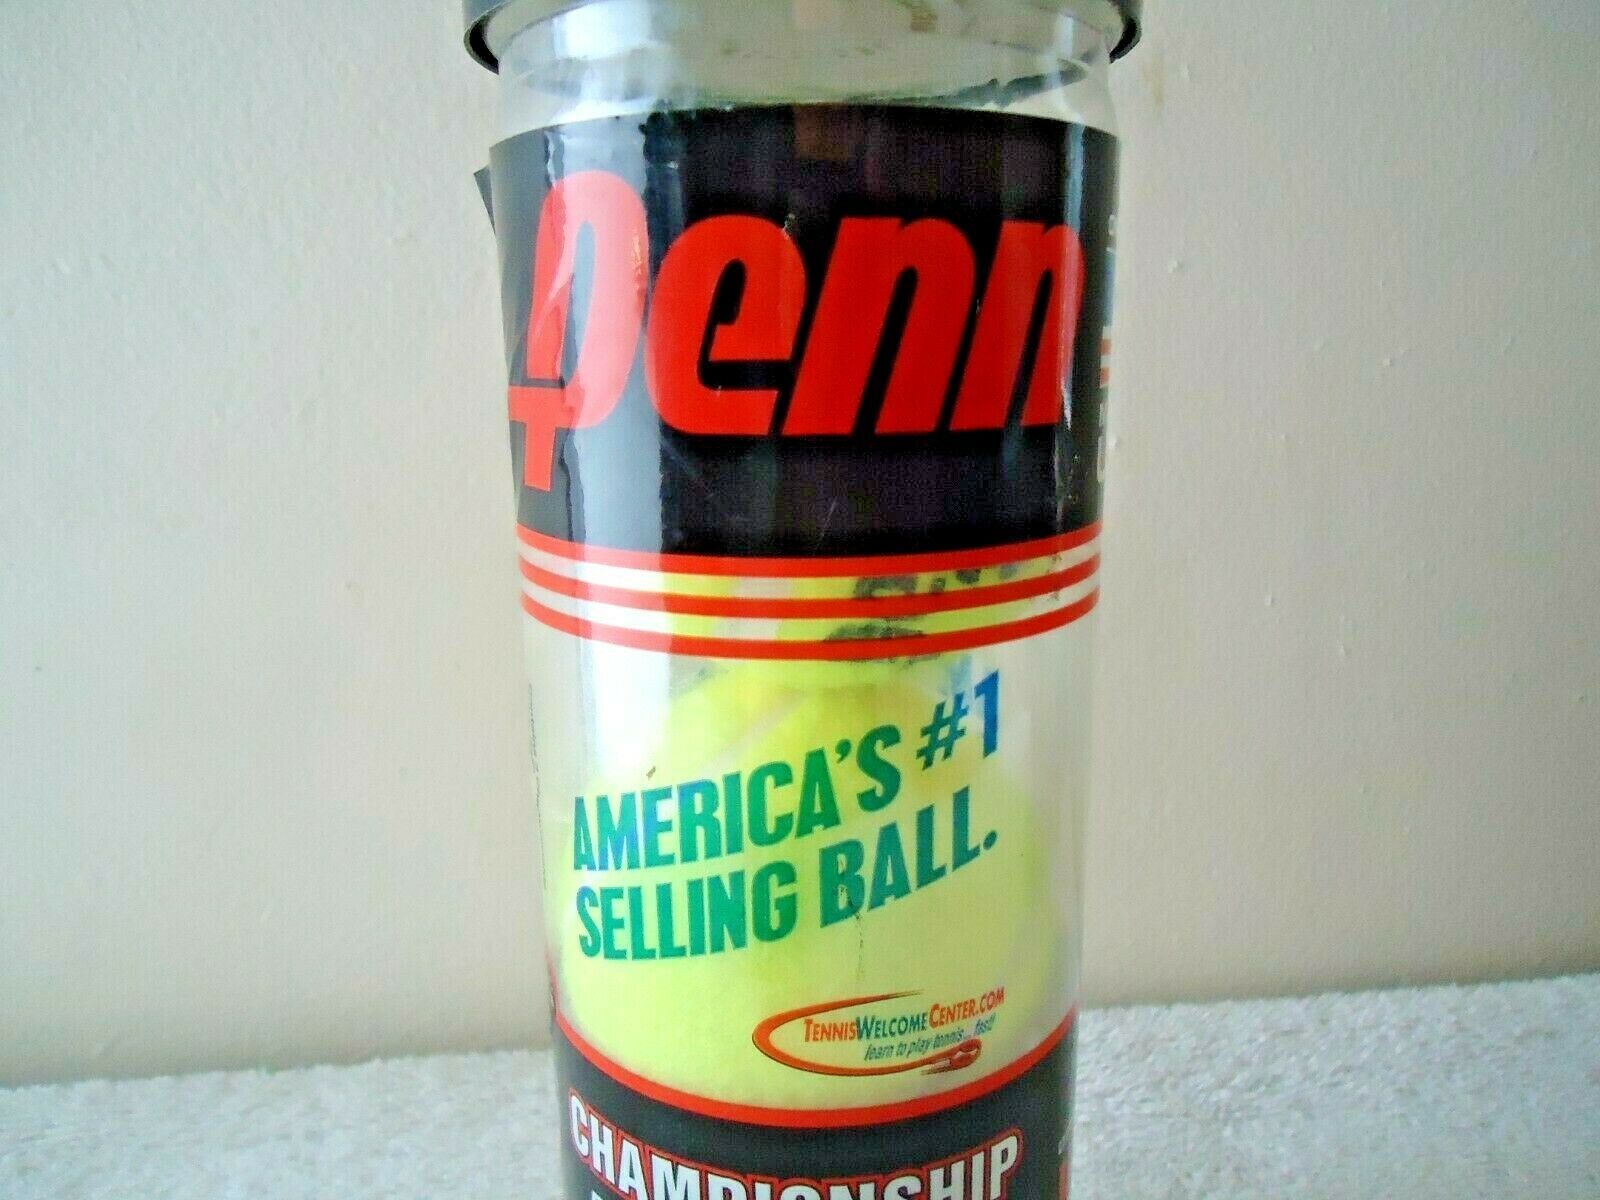 Penn
AMERICA'S #1
SELLING BALL.
TENNISWELCOMECENTER.COM
learn to play tennis... fast!
CHAMPIONSHIP